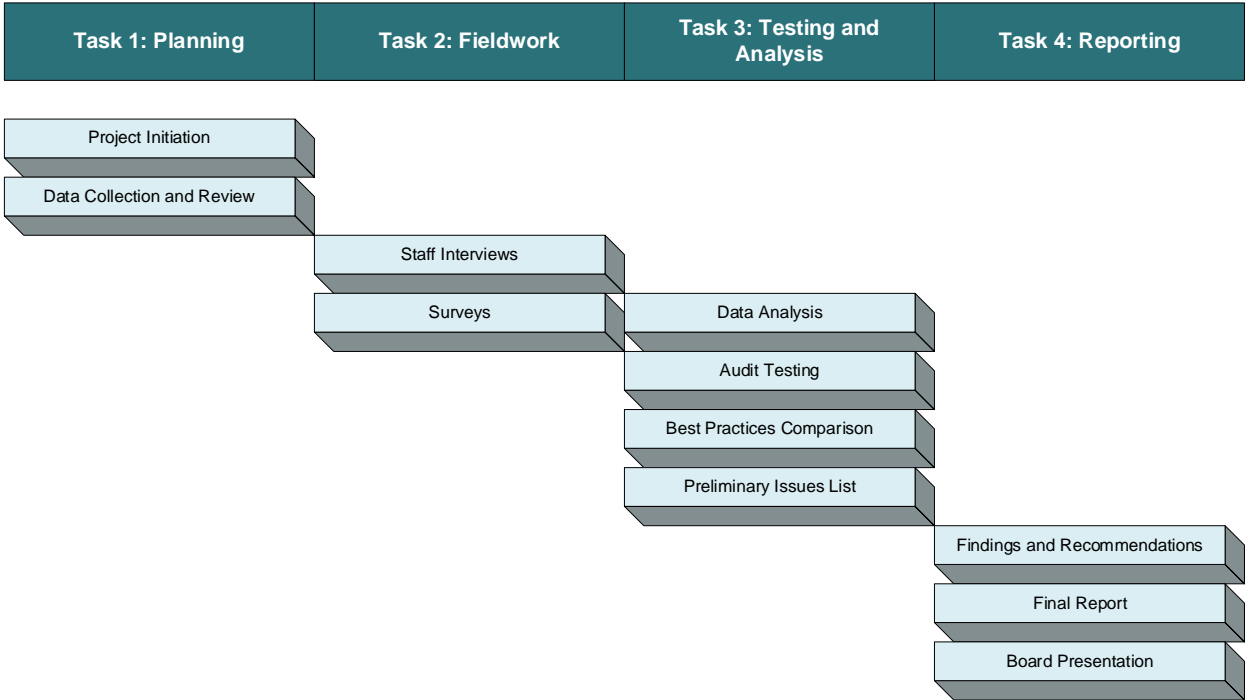 Task 1: Planning
Task 2: Fieldwork
Task 3: Testing and
Analysis
Task 4: Reporting
Project Initiation
Data Collection and Review
Staff Interviews
Surveys
Data Analysis
Audit Testing
Best Practices Comparison
Preliminary Issues List
Findings and Recommendations
Final Report
Board Presentation